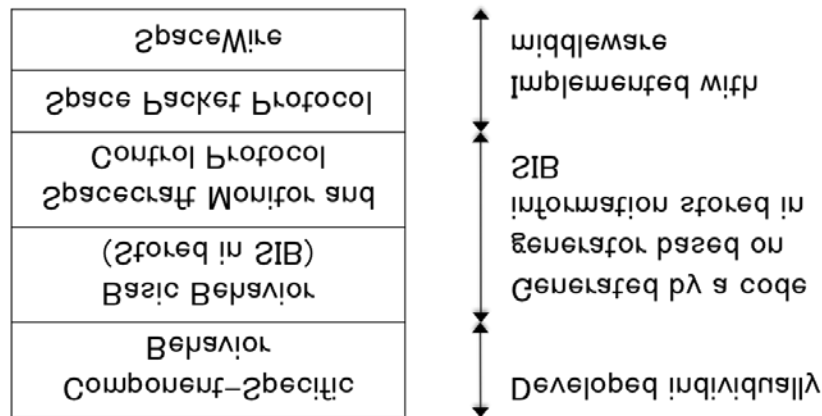 Component-Specific
Behavior
Basic Behavior
(Stored in SIB)
Spacecraft Monitor and
Control Protocol
Space Packet Protocol
SpaceWire
Developed individually
Generated by a code
generator based on
information stored in
SIB
Implemented with
middleware